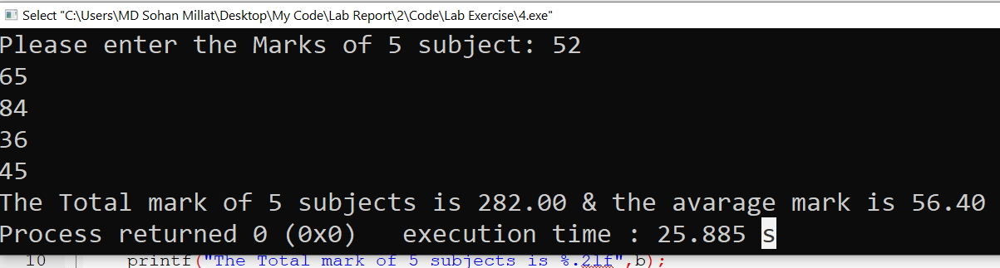 Select "C:\Users\MD Sohan Millat\Desktop\My Code\Lab Report\2\Code\Lab Exercise\4.exe"
Please enter the Marks of 5 subject: 52
65
84
36
45
The Total mark of 5 subjects is 282.00 & the avarage mark is 56.40
Process returned 0 (0x0)   execution time : 25.885 s
10 printf("The Total mark of 5 subjects is %.2lf",b);